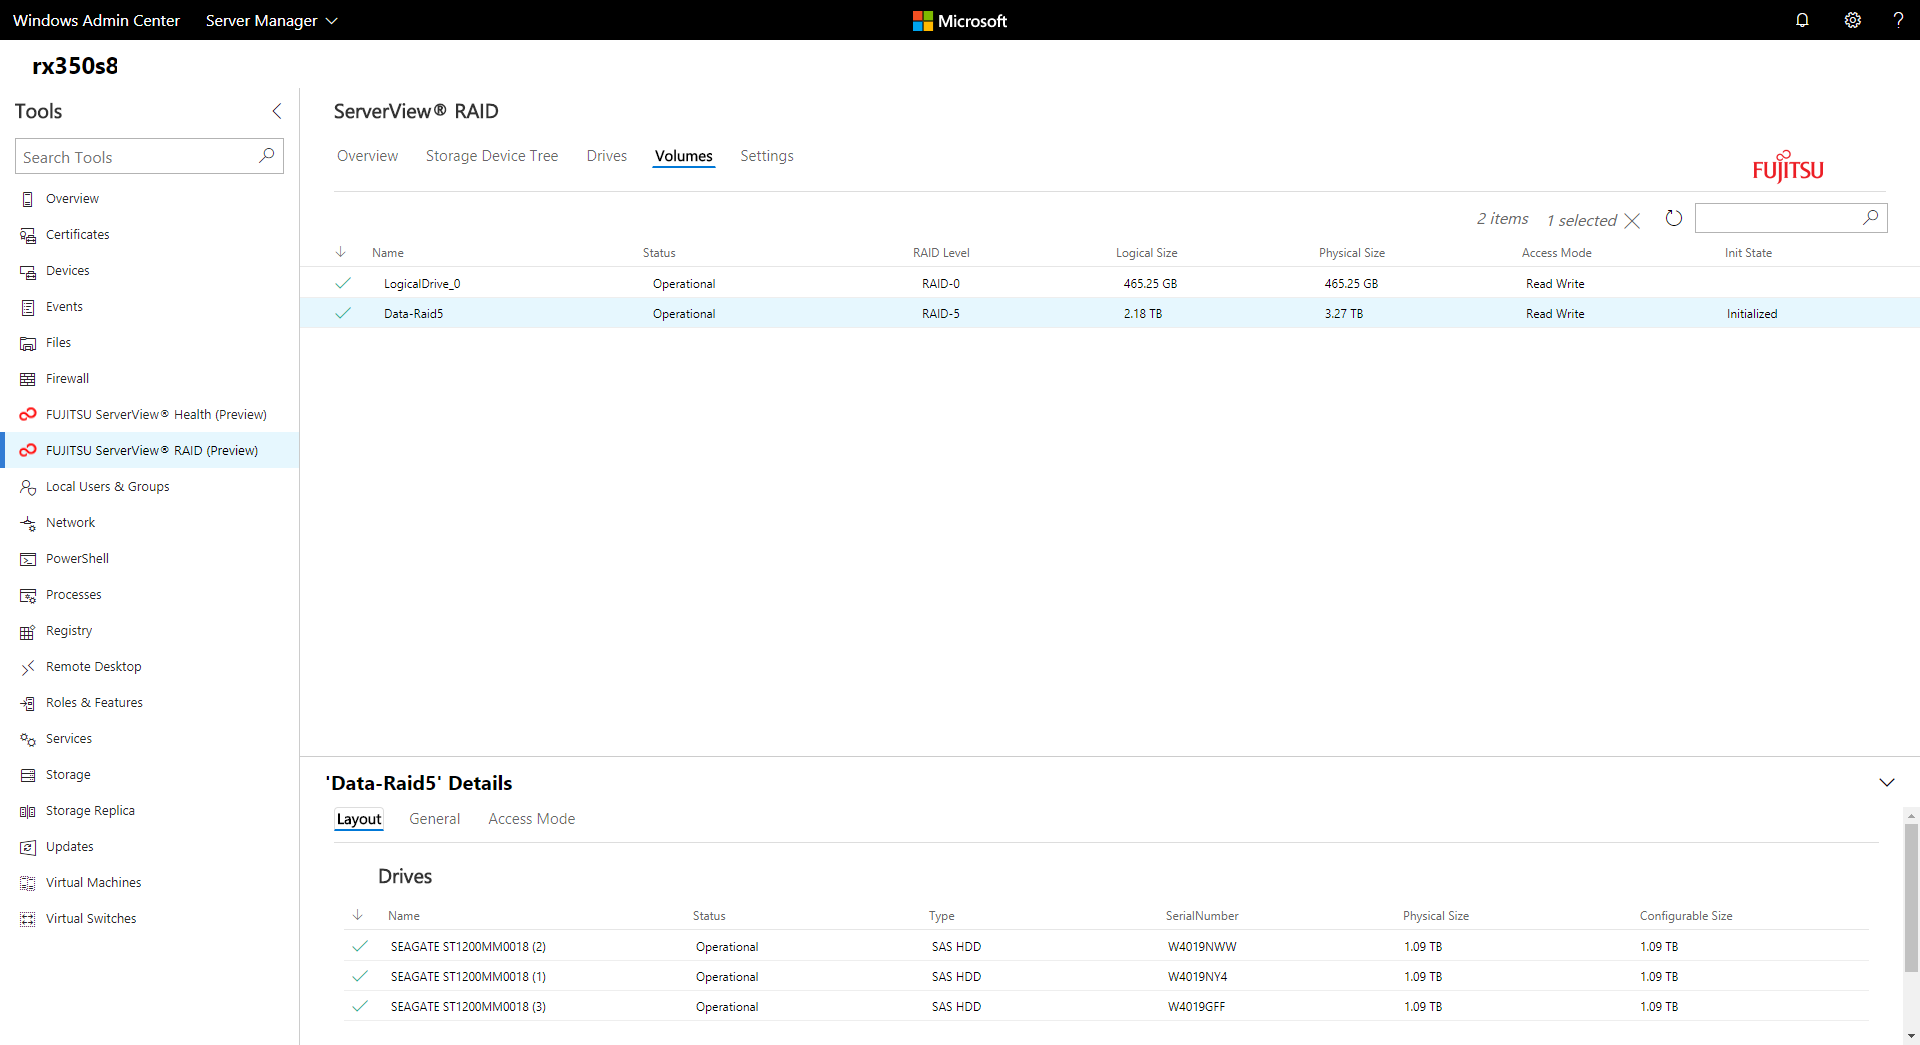 Windows Admin Center Server Manager Microsoft ?
rx350s8
Tools
Search Tools
Overview
Certificates
Devices
Events
Files
Firewall
FUJITSU ServerView® Health (Preview)
FUJITSU ServerView® RAID (Preview)
Local Users & Groups
Network
PowerShell
Processes
Registry
Remote Desktop
Roles & Features
Services
Storage
Storage Replica
Updates
Virtual Machines
Virtual Switches
ServerView® RAID
Overview Storage Device Tree Drives Volumes Settings
FUJITSU
2 items 1 selected
Name Status RAID Level Logical Size Physical Size Access Mode Init State
LogicalDrive_0 Operational RAID-0 465.25 GB 465.25 GB Read Write
Data-Raid5 Operational RAID-5 2.18 TB 3.27 TB Read Write Initialized
'Data-Raid5' Details
Layout General Access Mode
Drives
Name Status Type SerialNumber Physical Size Configurable Size
SEAGATE ST1200MM0018 (2) Operational SAS HDD W4019NWW 1.09 TB 1.09 TB
SEAGATE ST1200MM0018 (1) Operational SAS HDD W4019NY4 1.09 TB 1.09 TB
SEAGATE ST1200MM0018 (3) Operational SAS HDD W4019GFF 1.09 TB 1.09 TB